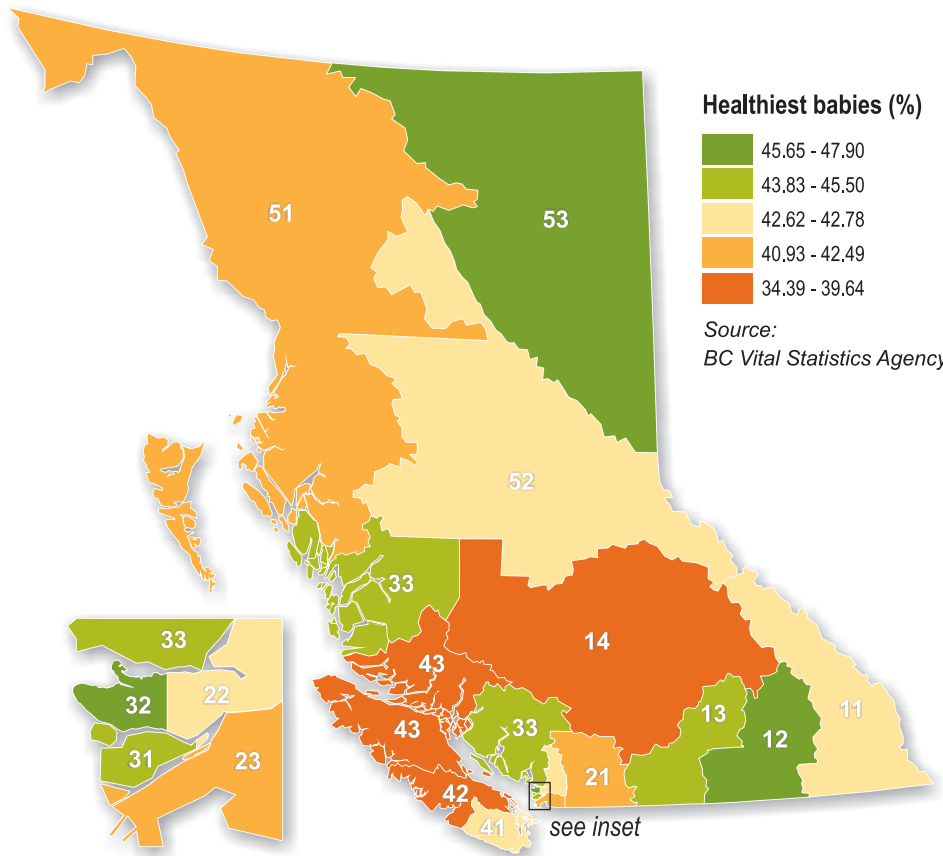 Healthiest babies (%)
45.65 - 47.90
43.83 - 45.50
42.62 - 42.78
40.93 - 42.49
34.39 - 39.64
Source:
BC Vital Statistics Agency
51
53
52
33
14
43
33
13
11
43
12
21
42
41
see inset
33
32
22
31
23